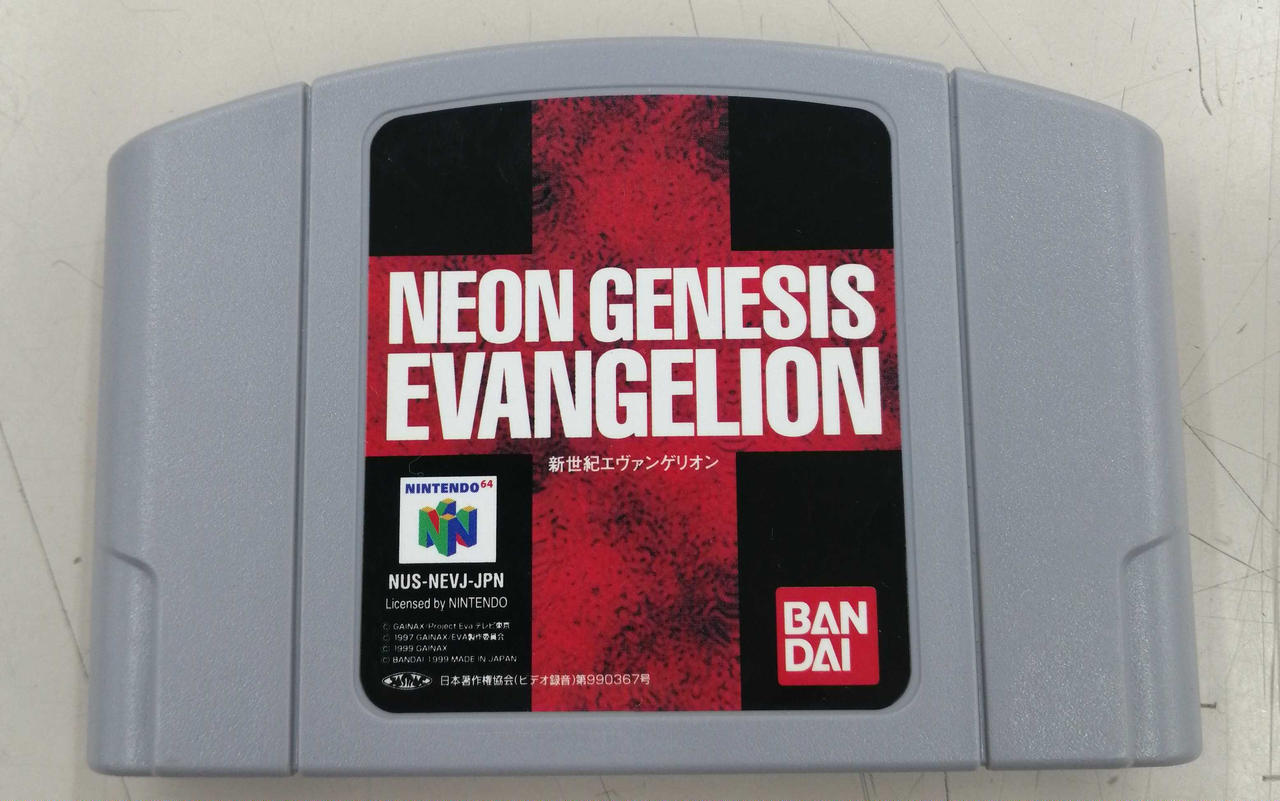 NEON GENESIS
EVANGELION
新世紀エヴァンゲリオン
NINTENDO 64
NUS-NEVJ-JPN
Licensed by NINTENDO
© GAINAX/Project Eva テレビ東京
© 1997 GAINAX/EVA製作委員会
© 1999 GAINAX
© BANDAI 1999 MADE IN JAPAN
JASRAC 日本著作権協会(ビデオ録音)第990367号
BAN
DAI